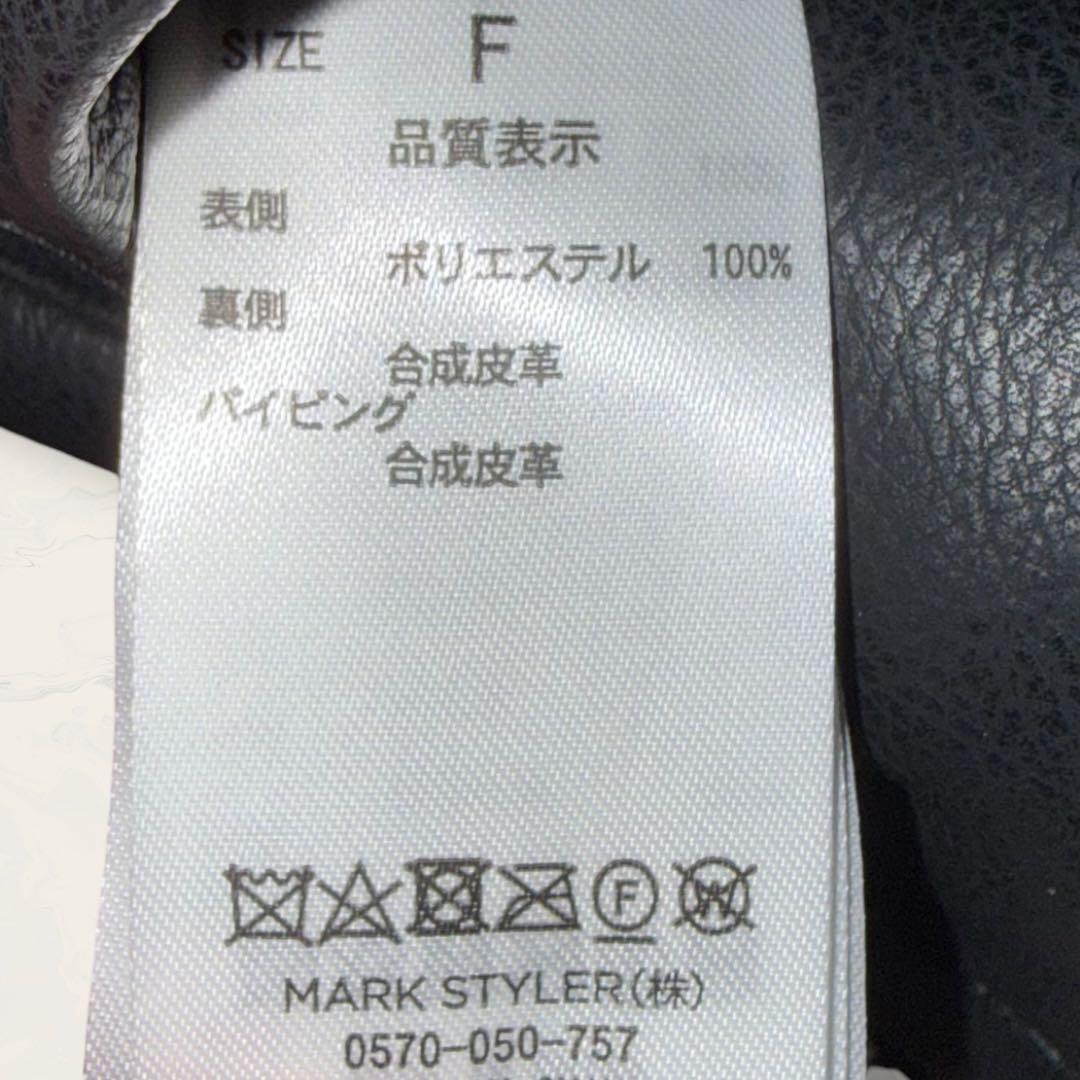 SIZE F
品質表示
表側
ポリエステル 100%
裏側
合成皮革
パイピング
合成皮革
F W
MARK STYLER(株)
0570-050-757